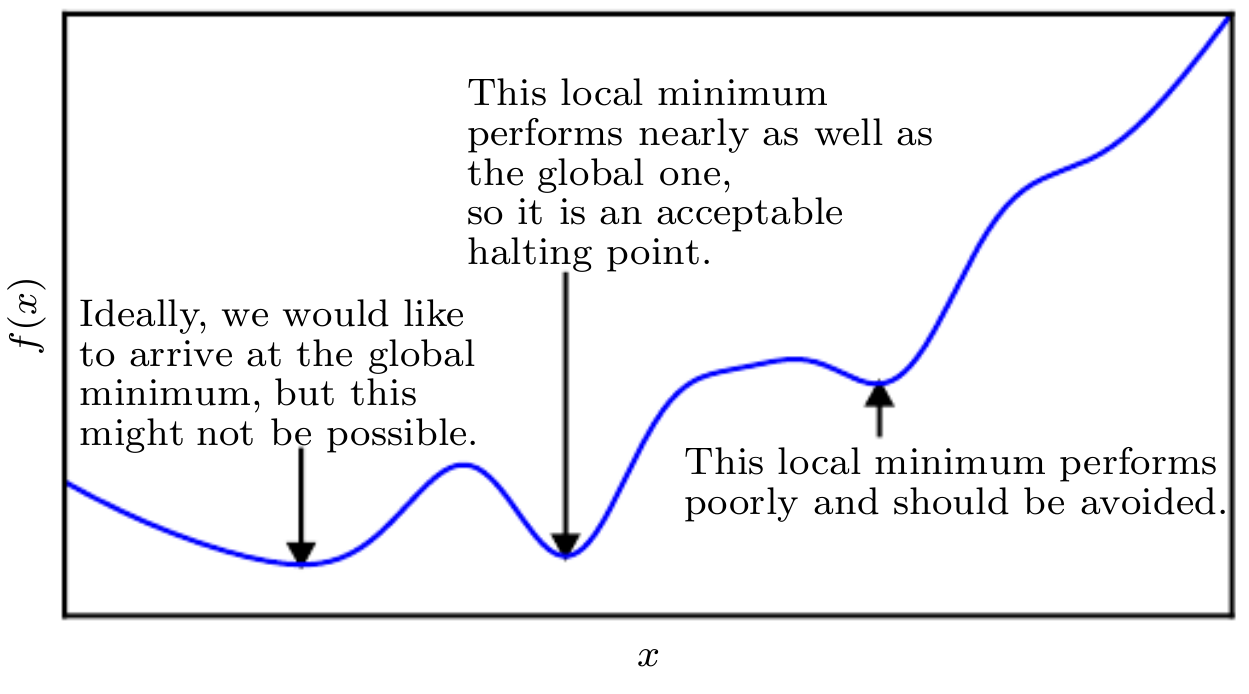 This local minimum
performs nearly as well as
the global one,
so it is an acceptable
halting point.
Ideally, we would like
to arrive at the global
minimum, but this
might not be possible.
This local minimum performs
poorly and should be avoided.
f(x)
x